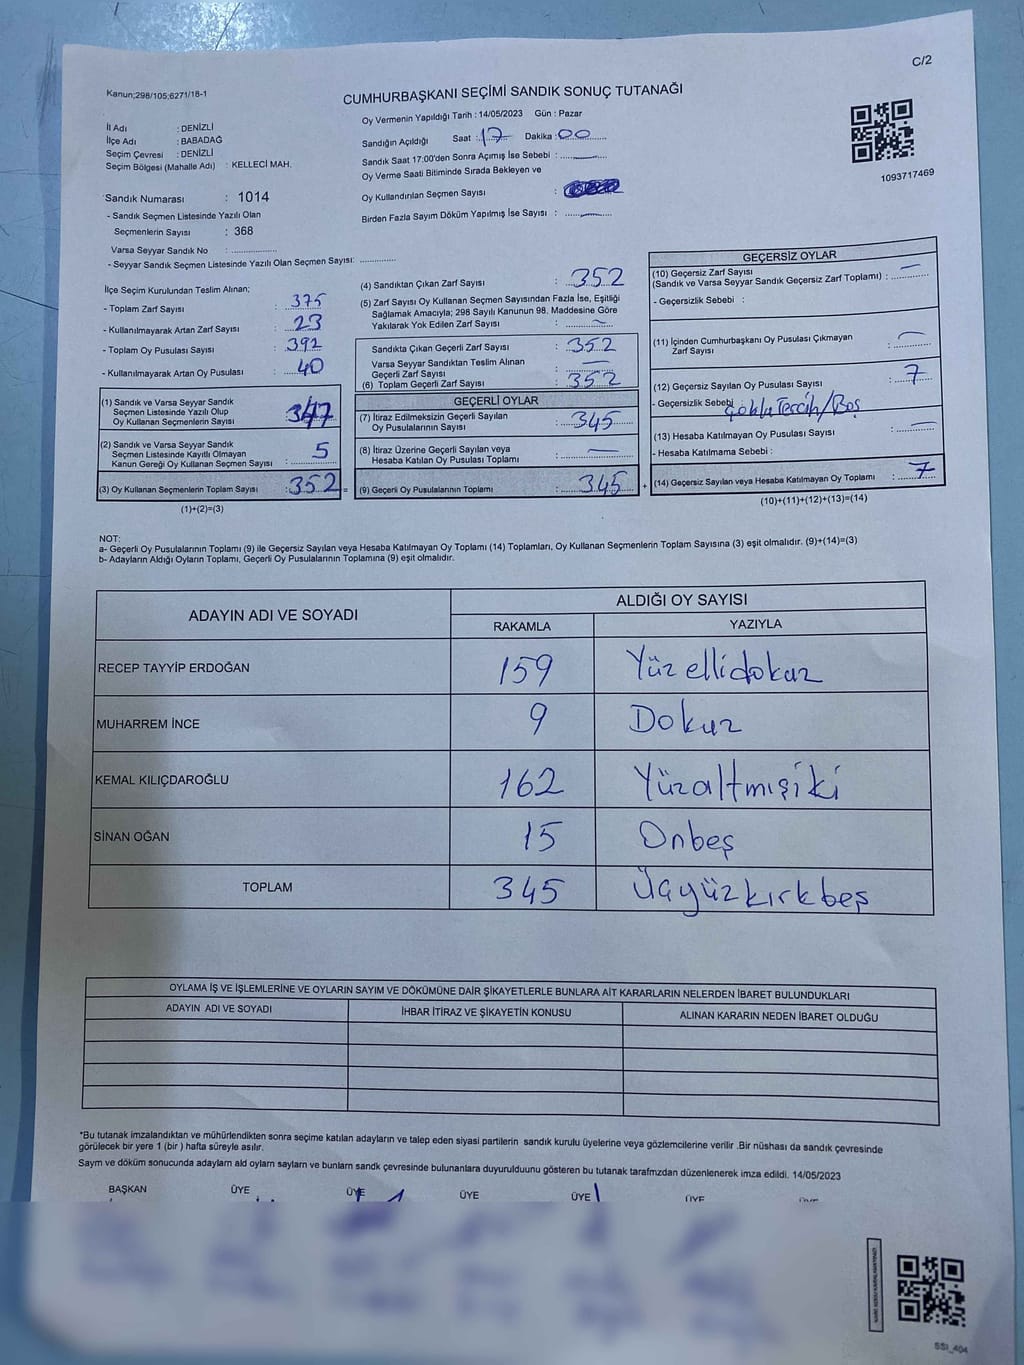 C/2
Kanun;298/105;6271/18-1
CUMHURBAŞKANI SEÇİMİ SANDIK SONUÇ TUTANAĞI
1093717469
İl Adı : DENİZLİ
İlçe Adı : BABADAĞ
Seçim Çevresi : DENİZLİ
Seçim Bölgesi (Mahalle Adı) : KELLECİ MAH.
Sandık Numarası : 1014
- Sandık Seçmen Listesinde Yazılı Olan
Seçmenlerin Sayısı : 368
Varsa Seyyar Sandık No : ..............
- Seyyar Sandık Seçmen Listesinde Yazılı Olan Seçmen Sayısı: ............
Oy Vermenin Yapıldığı Tarih : 14/05/2023 Gün : Pazar
Sandığın Açıldığı Saat : 17 Dakika : 00
Sandık Saat 17:00'den Sonra Açımış İse Sebebi :
Oy Verme Saati Bitiminde Sırada Bekleyen ve
Oy Kullandırılan Seçmen Sayısı :
Birden Fazla Sayım Döküm Yapılmış İse Sayısı :
İlçe Seçim Kurulundan Teslim Alınan;
- Toplam Zarf Sayısı : 375
- Kullanılmayarak Artan Zarf Sayısı : 23
- Toplam Oy Pusulası Sayısı : 392
- Kullanılmayarak Artan Oy Pusulası : 40
(1) Sandık ve Varsa Seyyar Sandık
Seçmen Listesinde Yazılı Olup
Oy Kullanan Seçmenlerin Sayısı : 347
(2) Sandık ve Varsa Seyyar Sandık
Seçmen Listesinde Kayıtlı Olmayan
Kanun Gereği Oy Kullanan Seçmen Sayısı : 5
(3) Oy Kullanan Seçmenlerin Toplam Sayısı : 352 =
(1)+(2)=(3)
(4) Sandıktan Çıkan Zarf Sayısı : 352
(5) Zarf Sayısı Oy Kullanan Seçmen Sayısından Fazla İse, Eşitliği
Sağlamak Amacıyla; 298 Sayılı Kanunun 98. Maddesine Göre
Yakılarak Yok Edilen Zarf Sayısı :
Sandıkta Çıkan Geçerli Zarf Sayısı : 352
Varsa Seyyar Sandıktan Teslim Alınan
Geçerli Zarf Sayısı :
(6) Toplam Geçerli Zarf Sayısı : 352
GEÇERLİ OYLAR
(7) İtiraz Edilmeksizin Geçerli Sayılan
Oy Pusulalarının Sayısı : 345
(8) İtiraz Üzerine Geçerli Sayılan veya
Hesaba Katılan Oy Pusulası Toplamı :
(9) Geçerli Oy Pusulalarının Toplamı : 345 +
GEÇERSİZ OYLAR
(10) Geçersiz Zarf Sayısı
(Sandık ve Varsa Seyyar Sandık Geçersiz Zarf Toplamı) :
- Geçersizlik Sebebi :
(11) İçinden Cumhurbaşkanı Oy Pusulası Çıkmayan
Zarf Sayısı :
(12) Geçersiz Sayılan Oy Pusulası Sayısı : 7
- Geçersizlik Sebebi Çoklu Tercih/Boş
(13) Hesaba Katılmayan Oy Pusulası Sayısı :
- Hesaba Katılmama Sebebi :
(14) Geçersiz Sayılan veya Hesaba Katılmayan Oy Toplamı : 7
(10)+(11)+(12)+(13)=(14)
NOT:
a- Geçerli Oy Pusulalarının Toplamı (9) ile Geçersiz Sayılan veya Hesaba Katılmayan Oy Toplamı (14) Toplamları, Oy Kullanan Seçmenlerin Toplam Sayısına (3) eşit olmalıdır. (9)+(14)=(3)
b- Adayların Aldığı Oyların Toplamı, Geçerli Oy Pusulalarının Toplamına (9) eşit olmalıdır.
ADAYIN ADI VE SOYADI ALDIĞI OY SAYISI
RAKAMLA YAZIYLA
RECEP TAYYİP ERDOĞAN 159 Yüz ellidokuz
MUHARREM İNCE 9 Dokuz
KEMAL KILIÇDAROĞLU 162 Yüzaltmışiki
SİNAN OĞAN 15 Onbeş
TOPLAM 345 Üçyüzkırkbeş
OYLAMA İŞ VE İŞLEMLERİNE VE OYLARIN SAYIM VE DÖKÜMÜNE DAİR ŞİKAYETLERLE BUNLARA AİT KARARLARIN NELERDEN İBARET BULUNDUKLARI
ADAYIN ADI VE SOYADI İHBAR İTİRAZ VE ŞİKAYETİN KONUSU ALINAN KARARIN NEDEN İBARET OLDUĞU
*Bu tutanak imzalandıktan ve mühürlendikten sonra seçime katılan adayların ve talep eden siyasi partilerin sandık kurulu üyelerine veya gözlemcilerine verilir .Bir nüshası da sandık çevresinde
görülecek bir yere 1 (bir ) hafta süreyle asılır.
Sayım ve döküm sonucunda adayların ald oyların sayları ve bunların sandk çevresinde bulunanlara duyurulduunu gösteren bu tutanak tarafmzdan düzenlenerek imza edildi. 14/05/2023
BAŞKAN ÜYE ÜYE ÜYE ÜYE ÜYE ÜYE
SSI_404